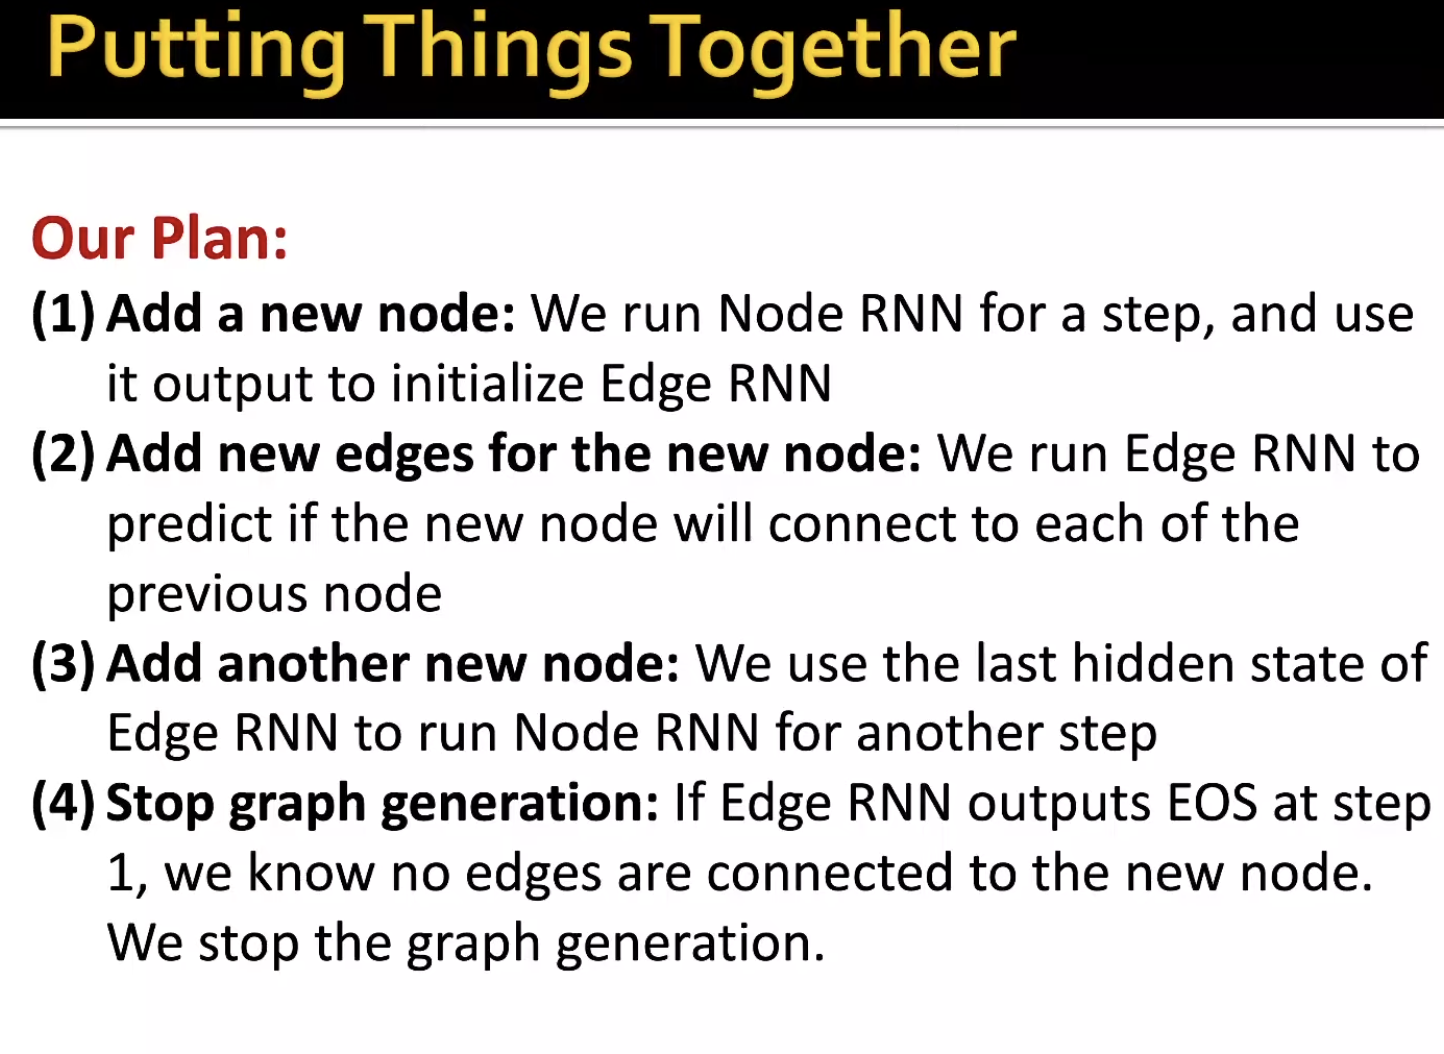 Putting Things Together
Our Plan:
(1) Add a new node: We run Node RNN for a step, and use
it output to initialize Edge RNN
(2) Add new edges for the new node: We run Edge RNN to
predict if the new node will connect to each of the
previous node
(3) Add another new node: We use the last hidden state of
Edge RNN to run Node RNN for another step
(4) Stop graph generation: If Edge RNN outputs EOS at step
1, we know no edges are connected to the new node.
We stop the graph generation.